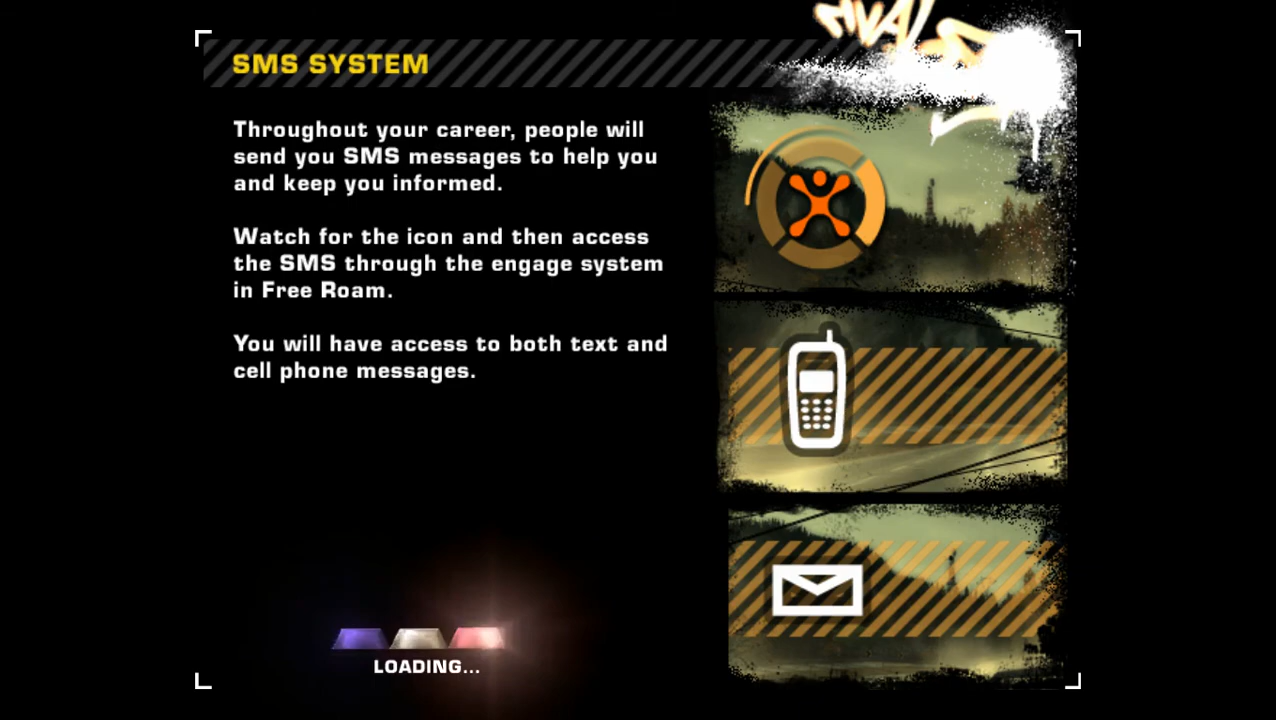 SMS SYSTEM
Throughout your career, people will
send you SMS messages to help you
and keep you informed.
Watch for the icon and then access
the SMS through the engage system
in Free Roam.
You will have access to both text and
cell phone messages.
LOADING...